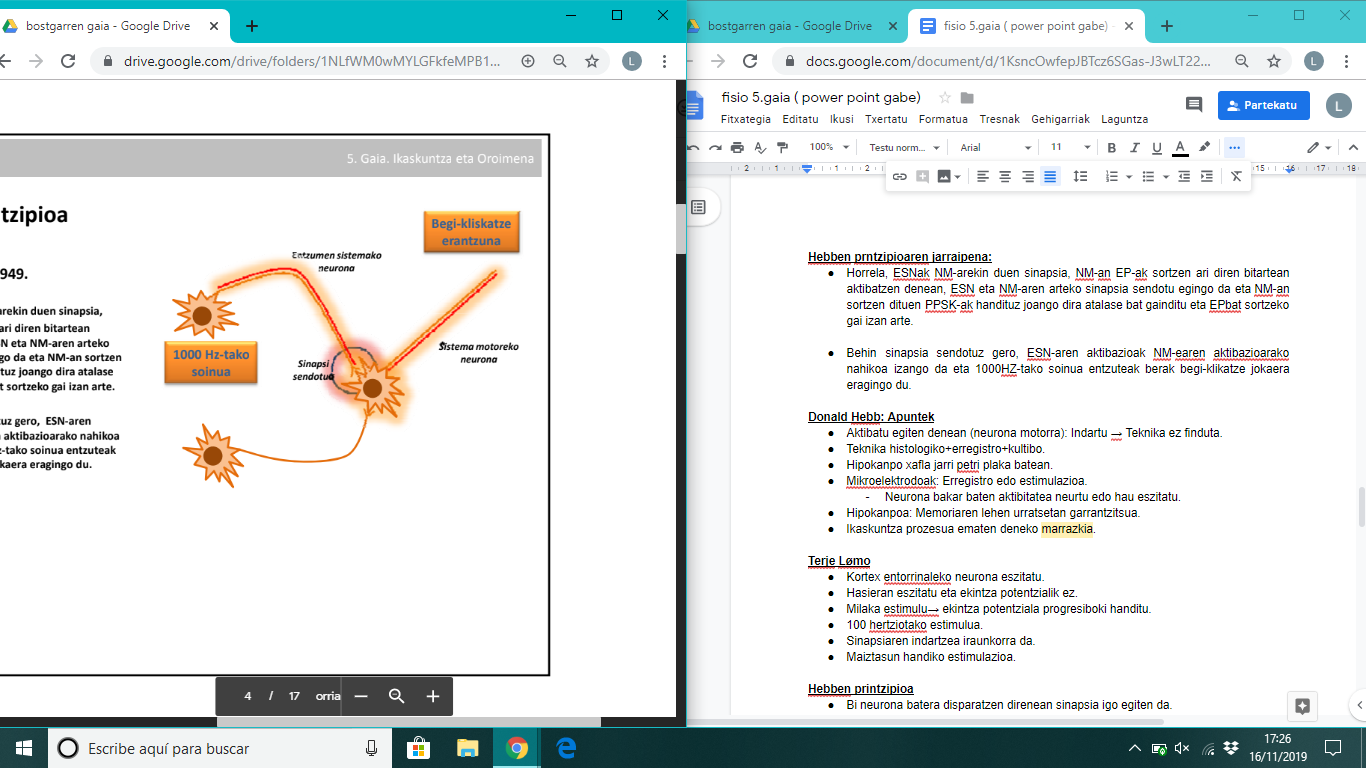 bostgarren gaia - Google Drive
drive.google.com/drive/folders/1NLfWM0wMYLGFkfeMPB1...
L
5. Gaia. Ikaskuntza eta Oroimena
tzipioa
949.
arekin duen sinapsia,
ari diren bitartean
SN eta NM-aren arteko
go da eta NM-an sortzen
tuz joango dira atalase
t sortzeko gai izan arte.
tuz gero, ESN-aren
aktibazioarako nahikoa
z-tako soinua entzuteak
okaera eragingo du.
Begi-kliskatze
erantzuna
Entzumen sistemako
neurona
1000 Hz-tako
soinua
Sinapsi
sendotua
Sistema motoreko
neurona
4 / 17 orria
bostgarren gaia - Google Drive
fisio 5.gaia ( power point gabe) -
docs.google.com/document/d/1KsncOwfepJBTcz6SGas-J3wLT22...
L
fisio 5.gaia ( power point gabe)
Fitxategia Editatu Ikusi Txertatu Formatua Tresnak Gehigarriak Laguntza
Partekatu
L
100% Testu norm... Arial 11 B I U A
2 1 1 15 16 17 18
Hebben prntzipioaren jarraipena:
● Horrela, ESNak NM-arekin duen sinapsia, NM-an EP-ak sortzen ari diren bitartean
aktibatzen denean, ESN eta NM-aren arteko sinapsia sendotu egingo da eta NM-an
sortzen dituen PPSK-ak handituz joango dira atalase bat gainditu eta EPbat sortzeko
gai izan arte.
● Behin sinapsia sendotuz gero, ESN-aren aktibazioak NM-earen aktibazioarako
nahikoa izango da eta 1000HZ-tako soinua entzuteak berak begi-klikatze jokaera
eragingo du.
Donald Hebb: Apuntek
● Aktibatu egiten denean (neurona motorra): Indartu → Teknika ez finduta.
● Teknika histologiko+erregistro+kultibo.
● Hipokanpo xafla jarri petri plaka batean.
● Mikroelektrodoak: Erregistro edo estimulazioa.
- Neurona bakar baten aktibitatea neurtu edo hau eszitatu.
● Hipokanpoa: Memoriaren lehen urratsetan garrantzitsua.
● Ikaskuntza prozesua ematen deneko marrazkia.
Terje Lømo
● Kortex entorrinaleko neurona eszitatu.
● Hasieran eszitatu eta ekintza potentzialik ez.
● Milaka estimulu→ ekintza potentziala progresiboki handitu.
● 100 hertziotako estimulua.
● Sinapsiaren indartzea iraunkorra da.
● Maiztasun handiko estimulazioa.
Hebben printzipioa
● Bi neurona batera disparatzen direnean sinapsia igo egiten da.
Escribe aquí para buscar
17:26
16/11/2019